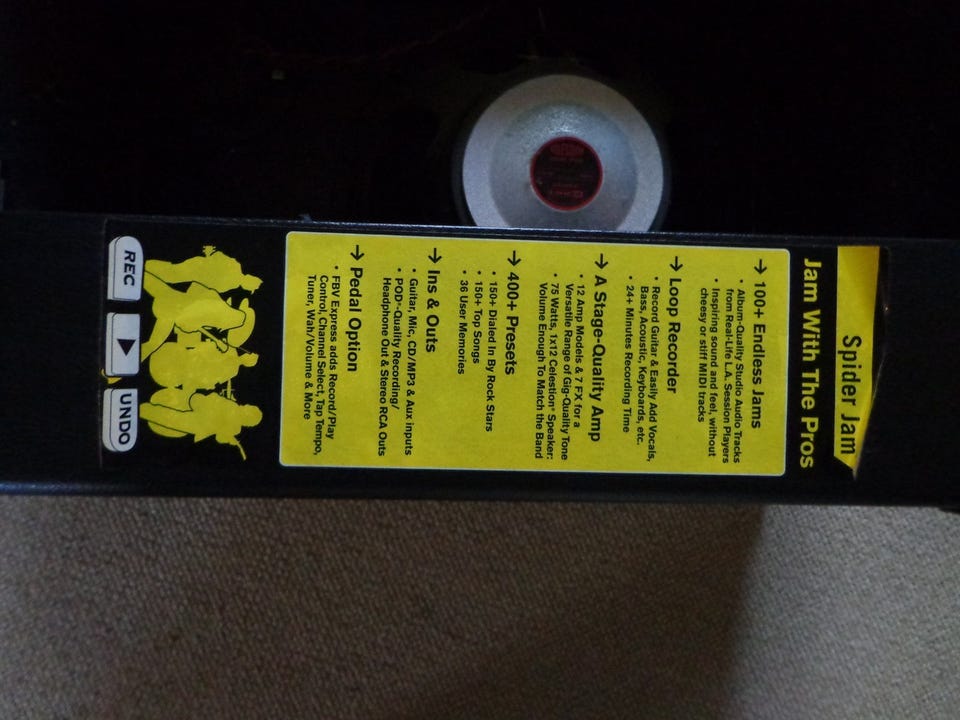 Spider Jam
Jam With The Pros
→ 100+ Endless Jams
• Album-Quality Studio Audio Tracks
from Real-Life L.A. Session Players
• Inspiring sound and feel, without
cheesy or stiff MIDI tracks
→ Loop Recorder
• Record Guitar & Easily Add Vocals,
Bass, Acoustic, Keyboards, etc.
• 24+ Minutes Recording Time
→ A Stage-Quality Amp
• 12 Amp Models & 7 FX for a
Versatile Range of Gig-Quality Tone
• 75 Watts, 1x12 Celestion® Speaker:
Volume Enough To Match the Band
→ 400+ Presets
• 150+ Dialed In By Rock Stars
• 150+ Top Songs
• 36 User Memories
→ Ins & Outs
• Guitar, Mic, CD/MP3 & Aux inputs
• POD®-Quality Recording/
Headphone Out & Stereo RCA Outs
→ Pedal Option
• FBV Express adds Record/Play
Control, Channel Select, Tap Tempo,
Tuner, Wah/Volume & More
REC
UNDO